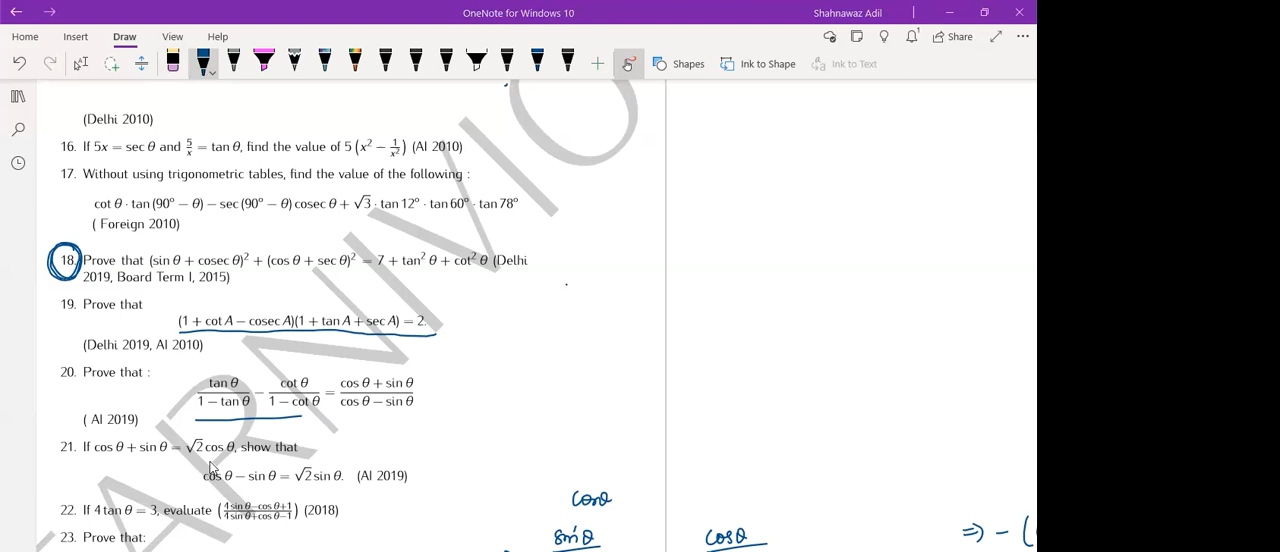 OneNote for Windows 10
Shahnawaz Adil
Home Insert Draw View Help
Share
Shapes
Ink to Shape
Ink to Text
(Delhi 2010)
16. If 5x = sec θ and 5/x = tan θ, find the value of 5 (x² − 1/x²) (AI 2010)
17. Without using trigonometric tables, find the value of the following :
cot θ · tan (90° − θ) − sec (90° − θ) cosec θ + √3 · tan 12° · tan 60° · tan 78°
( Foreign 2010)
18. Prove that (sin θ + cosec θ)² + (cos θ + sec θ)² = 7 + tan² θ + cot² θ (Delhi
2019, Board Term I, 2015)
19. Prove that
(1 + cot A − cosec A)(1 + tan A + sec A) = 2.
(Delhi 2019, AI 2010)
20. Prove that :
tan θ/(1 − tan θ) − cot θ/(1 − cot θ) = (cos θ + sin θ)/(cos θ − sin θ)
( AI 2019)
21. If cos θ + sin θ = √2 cos θ, show that
cos θ − sin θ = √2 sin θ. (AI 2019)
22. If 4 tan θ = 3, evaluate ((4 sin θ − cos θ + 1)/(4 sin θ + cos θ − 1)) (2018)
23. Prove that:
cosθ
sinθ
cosθ
⇒ − (
ARNIVIO